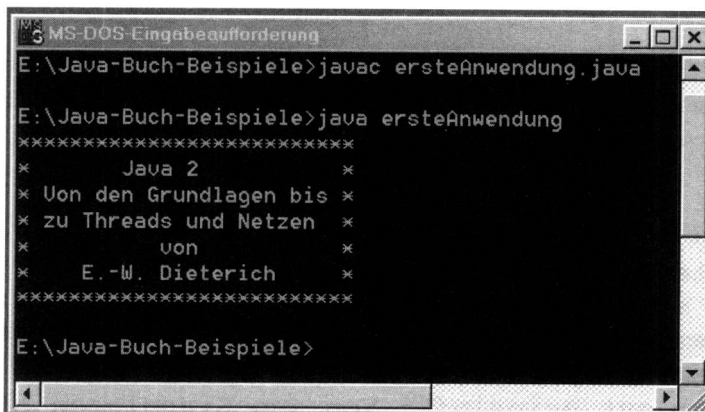 MS-DOS-Eingabeaufforderung
E:\Java-Buch-Beispiele>javac ersteAnwendung.java
E:\Java-Buch-Beispiele>java ersteAnwendung
***************************
*        Java 2           *
* Von den Grundlagen bis *
* zu Threads und Netzen  *
*           von           *
*     E.-W. Dieterich     *
***************************
E:\Java-Buch-Beispiele>